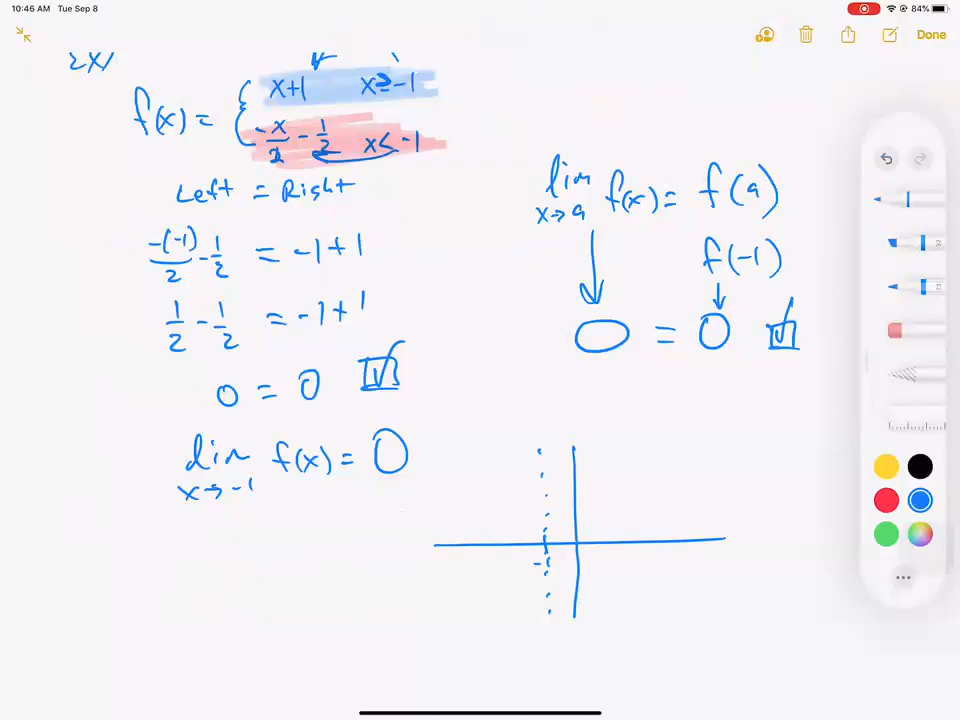 10:46 AM Tue Sep 8
84%
Done
f(x) = { x+1 x ≥ -1
-x/2 - 1/2 x < -1
Left = Right
-(-1)/2 - 1/2 = -1+1
1/2 - 1/2 = -1+1
0 = 0
lim x→-1 f(x) = 0
lim x→a f(x) = f(a)
f(-1)
0 = 0
-1